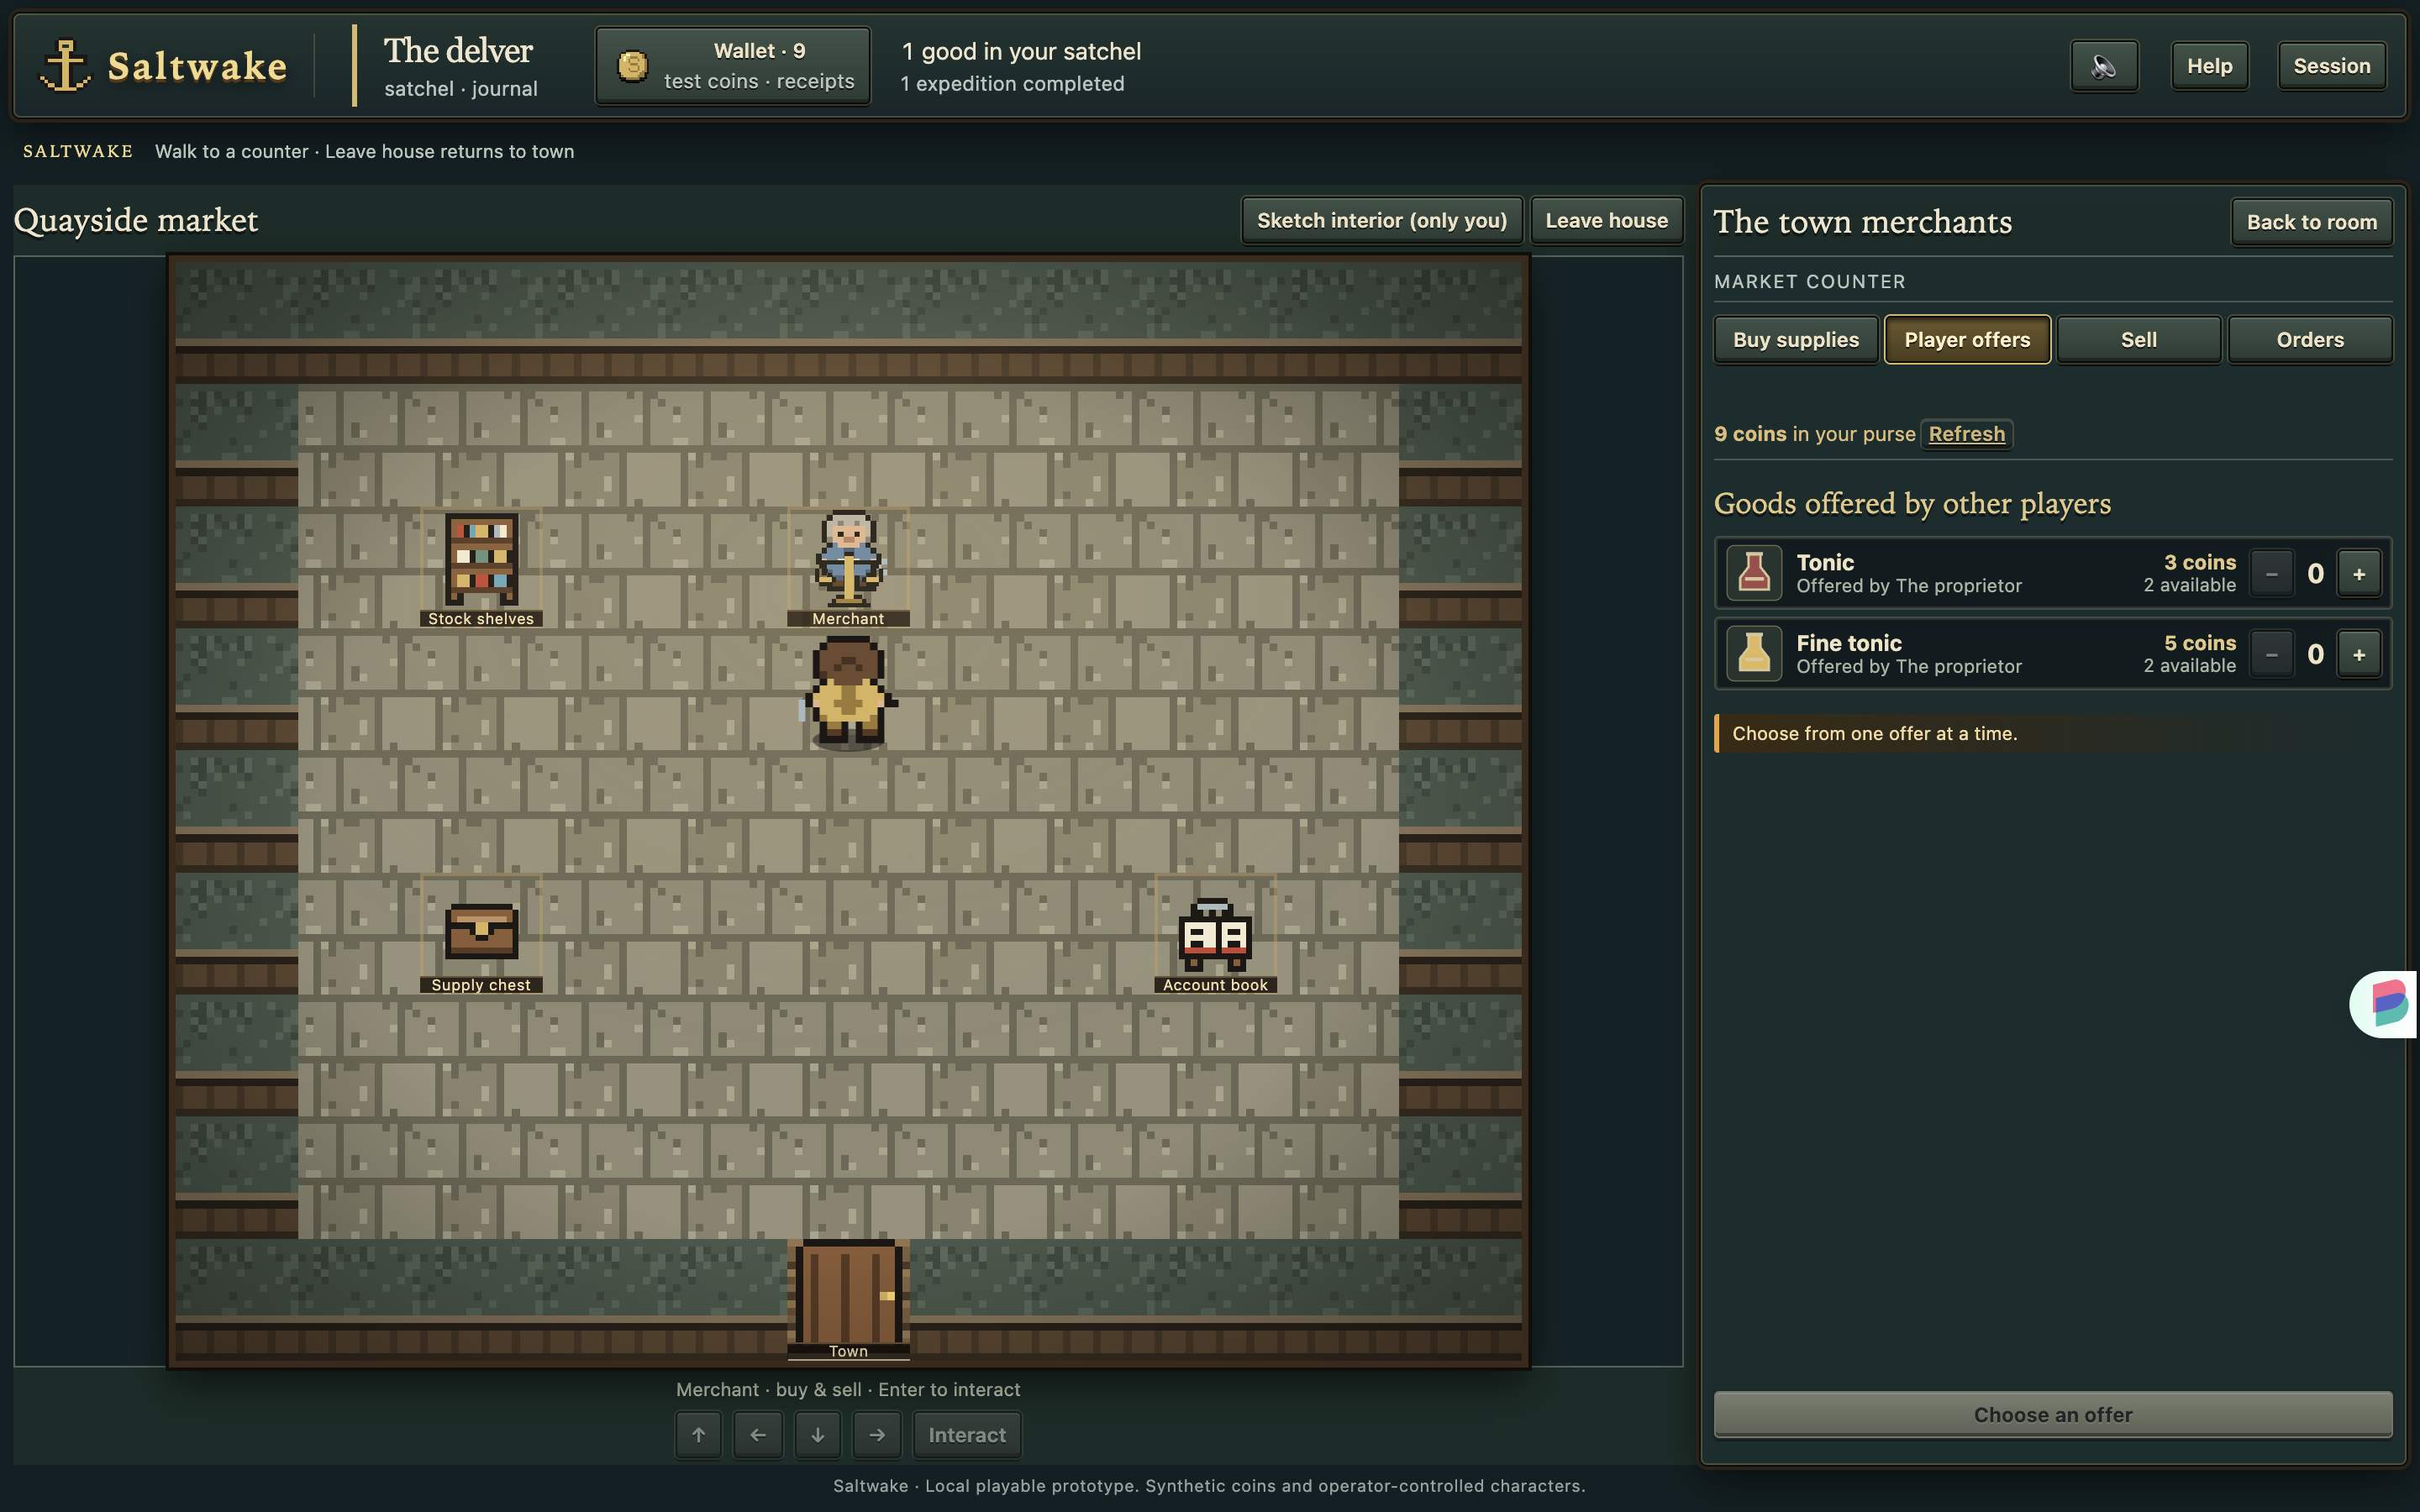 Saltwake
The delver
satchel · journal
Wallet · 9
test coins · receipts
1 good in your satchel
1 expedition completed
Help
Session
SALTWAKE Walk to a counter · Leave house returns to town
Quayside market
Sketch interior (only you)
Leave house
Stock shelves
Merchant
Supply chest
Account book
Town
Merchant · buy & sell · Enter to interact
↑ ← ↓ → Interact
The town merchants
Back to room
MARKET COUNTER
Buy supplies
Player offers
Sell
Orders
9 coins in your purse Refresh
Goods offered by other players
Tonic
Offered by The proprietor
3 coins
2 available
– 0 +
Fine tonic
Offered by The proprietor
5 coins
2 available
– 0 +
Choose from one offer at a time.
Choose an offer
Saltwake · Local playable prototype. Synthetic coins and operator-controlled characters.